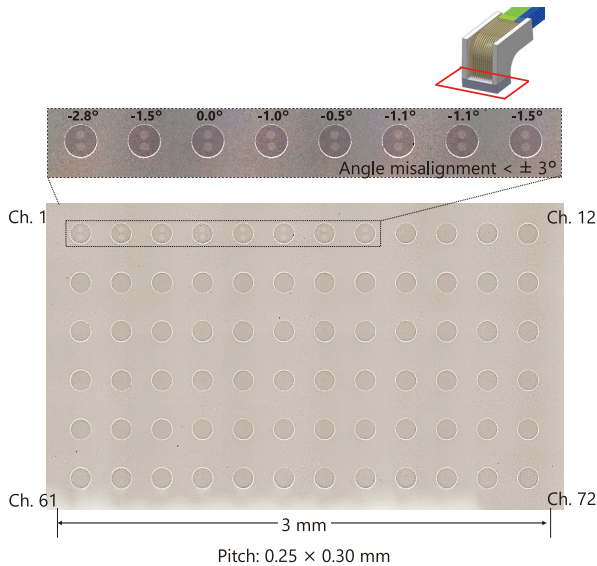 -2.8° -1.5° 0.0° -1.0° -0.5° -1.1° -1.1° -1.5°
Angle misalignment < ± 3°
Ch. 1 Ch. 12
Ch. 61 Ch. 72
3 mm
Pitch: 0.25 × 0.30 mm